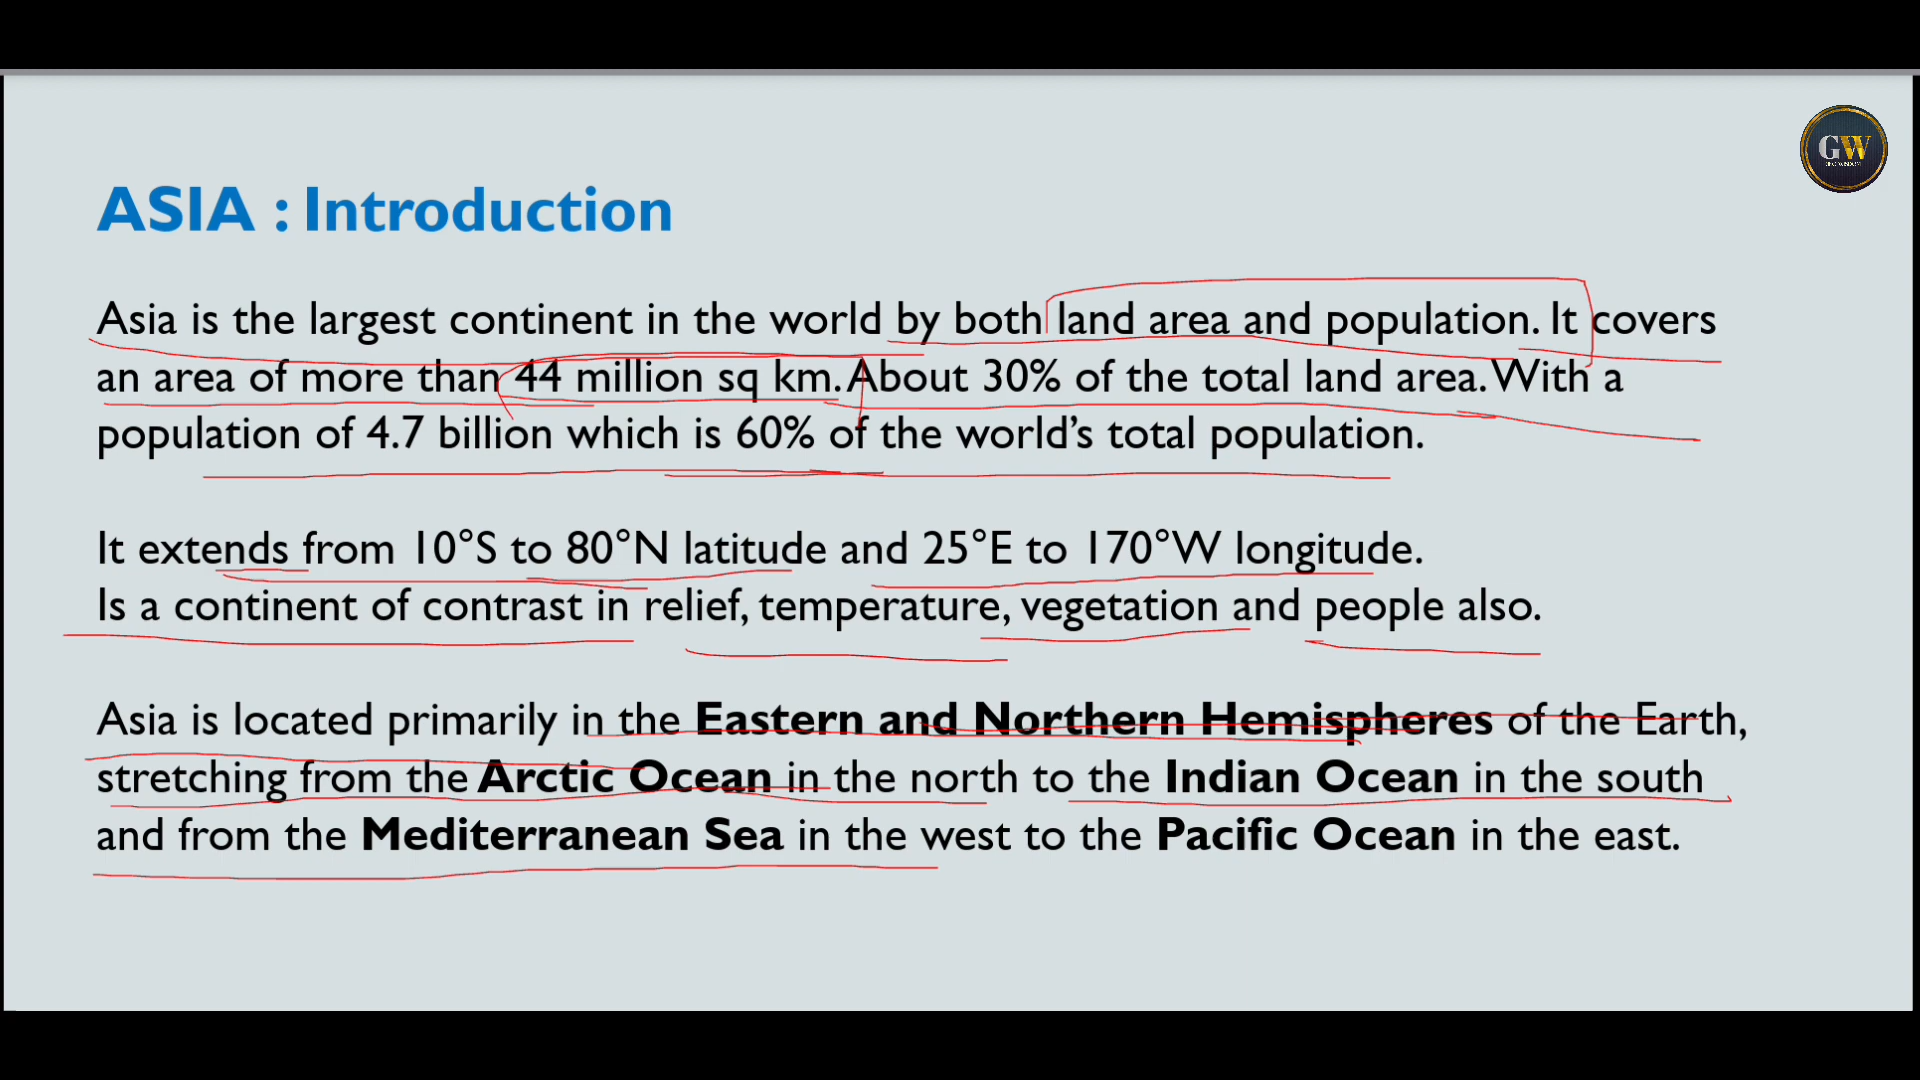 GW
ASIA : Introduction
Asia is the largest continent in the world by both land area and population. It covers
an area of more than 44 million sq km. About 30% of the total land area. With a
population of 4.7 billion which is 60% of the world’s total population.
It extends from 10°S to 80°N latitude and 25°E to 170°W longitude.
Is a continent of contrast in relief, temperature, vegetation and people also.
Asia is located primarily in the Eastern and Northern Hemispheres of the Earth,
stretching from the Arctic Ocean in the north to the Indian Ocean in the south
and from the Mediterranean Sea in the west to the Pacific Ocean in the east.